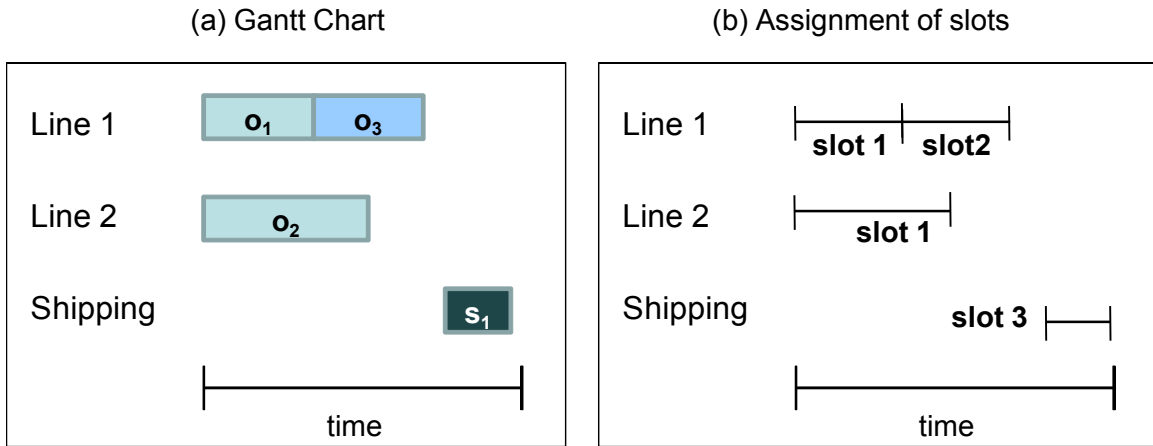 (a) Gantt Chart
Line 1
o₁ o₃
Line 2
o₂
Shipping
s₁
time
(b) Assignment of slots
Line 1
slot 1 slot2
Line 2
slot 1
Shipping
slot 3
time